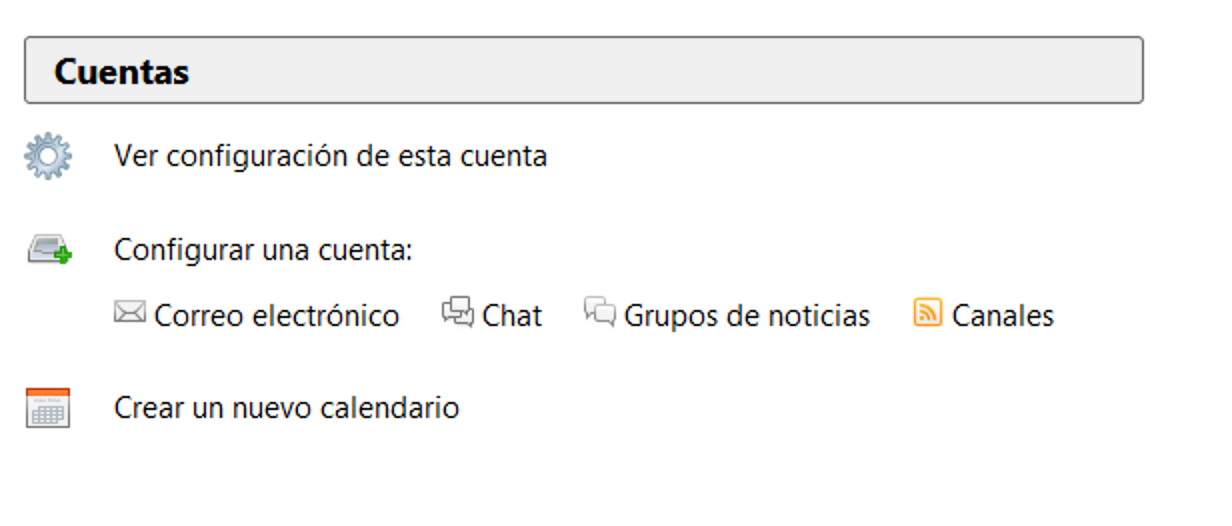 Cuentas
Ver configuración de esta cuenta
Configurar una cuenta:
Correo electrónico Chat Grupos de noticias Canales
Crear un nuevo calendario